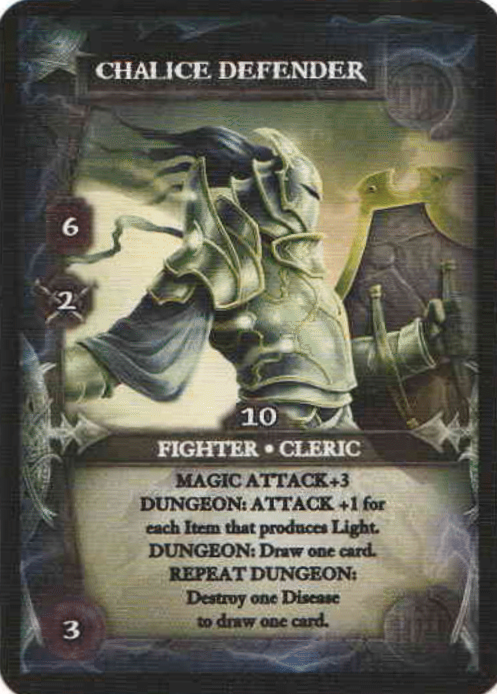 CHALICE DEFENDER
6
2
10
FIGHTER • CLERIC
MAGIC ATTACK+3
DUNGEON: ATTACK +1 for
each Item that produces Light.
DUNGEON: Draw one card.
REPEAT DUNGEON:
Destroy one Disease
to draw one card.
3